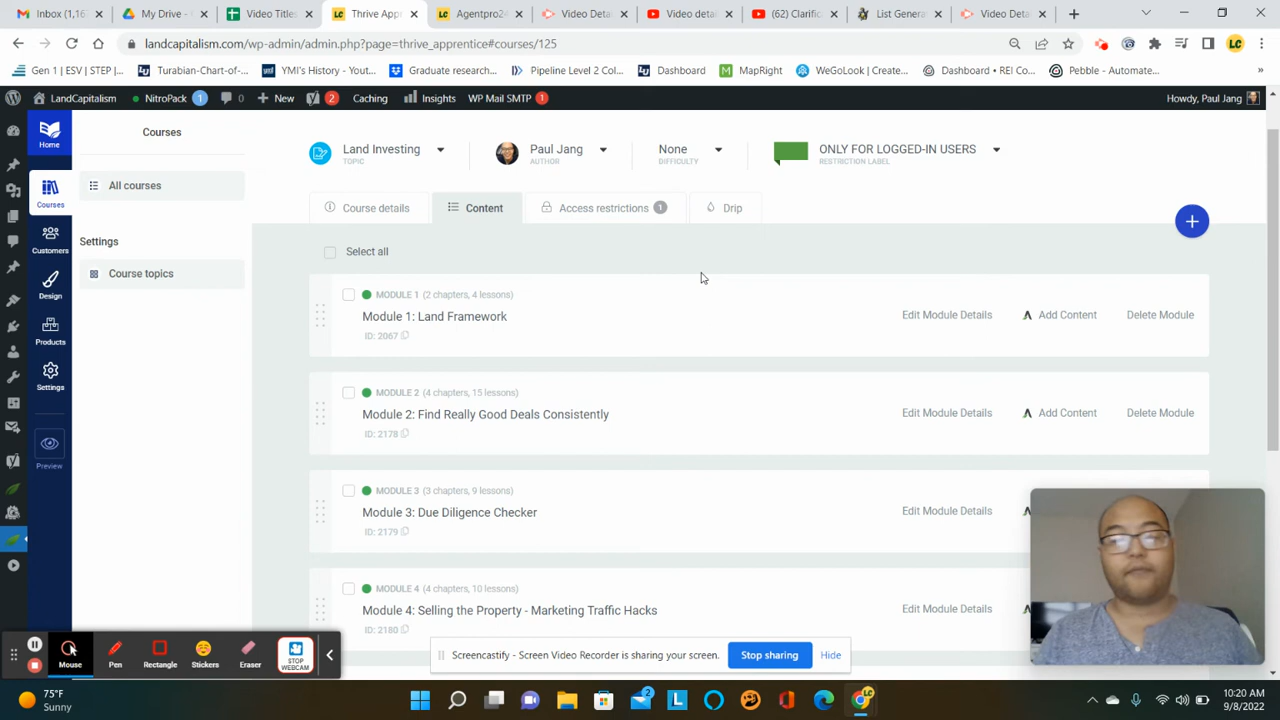 Inbox (1,16
My Drive - G
Video Titles
Thrive Appre
Agentpro24
Video Detai
Video detai
(62) Clarific
List Generat
Video Detai
landcapitalism.com/wp-admin/admin.php?page=thrive_apprentice#courses/125
Gen 1 | ESV | STEP |...
Turabian-Chart-of-...
YMI's History - Yout...
Graduate researc...
Pipeline Level 2 Col...
Dashboard
MapRight
WeGoLook | Create...
Dashboard • REI Co...
Pebble - Automate...
LandCapitalism
NitroPack 1
0
New
2
Caching
Insights
WP Mail SMTP 1
Howdy, Paul Jang
Home
Courses
Customers
Design
Products
Settings
Preview
Courses
All courses
Settings
Course topics
Land Investing
TOPIC
Paul Jang
AUTHOR
None
DIFFICULTY
ONLY FOR LOGGED-IN USERS
RESTRICTION LABEL
Course details
Content
Access restrictions 1
Drip
Select all
MODULE 1 (2 chapters, 4 lessons)
Module 1: Land Framework
ID: 2067
Edit Module Details
Add Content
Delete Module
MODULE 2 (4 chapters, 15 lessons)
Module 2: Find Really Good Deals Consistently
ID: 2178
Edit Module Details
Add Content
Delete Module
MODULE 3 (3 chapters, 9 lessons)
Module 3: Due Diligence Checker
ID: 2179
Edit Module Details
MODULE 4 (4 chapters, 10 lessons)
Module 4: Selling the Property - Marketing Traffic Hacks
ID: 2180
Edit Module Details
Mouse
Pen
Rectangle
Stickers
Eraser
STOP
WEBCAM
Screencastify - Screen Video Recorder is sharing your screen.
Stop sharing
Hide
75°F
Sunny
2
10:20 AM
9/8/2022